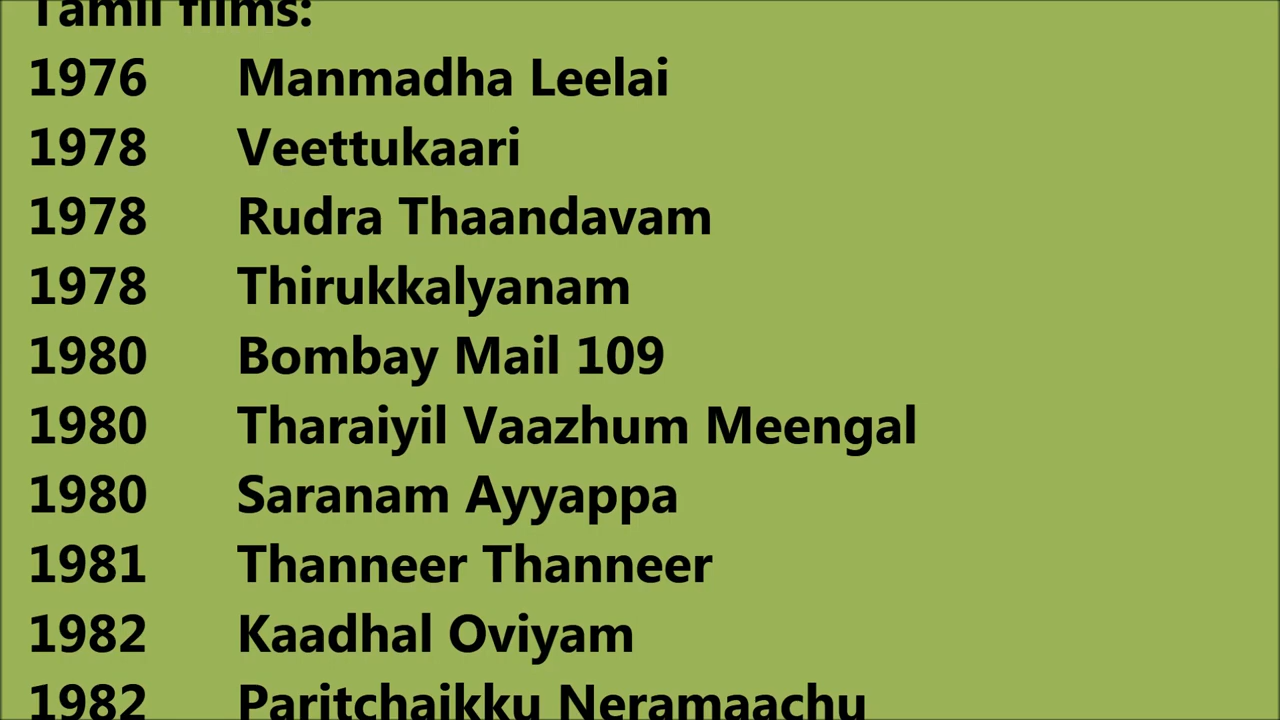 Tamil films:
1976 Manmadha Leelai
1978 Veettukaari
1978 Rudra Thaandavam
1978 Thirukkalyanam
1980 Bombay Mail 109
1980 Tharaiyil Vaazhum Meengal
1980 Saranam Ayyappa
1981 Thanneer Thanneer
1982 Kaadhal Oviyam
1982 Paritchaikku Neramaachu